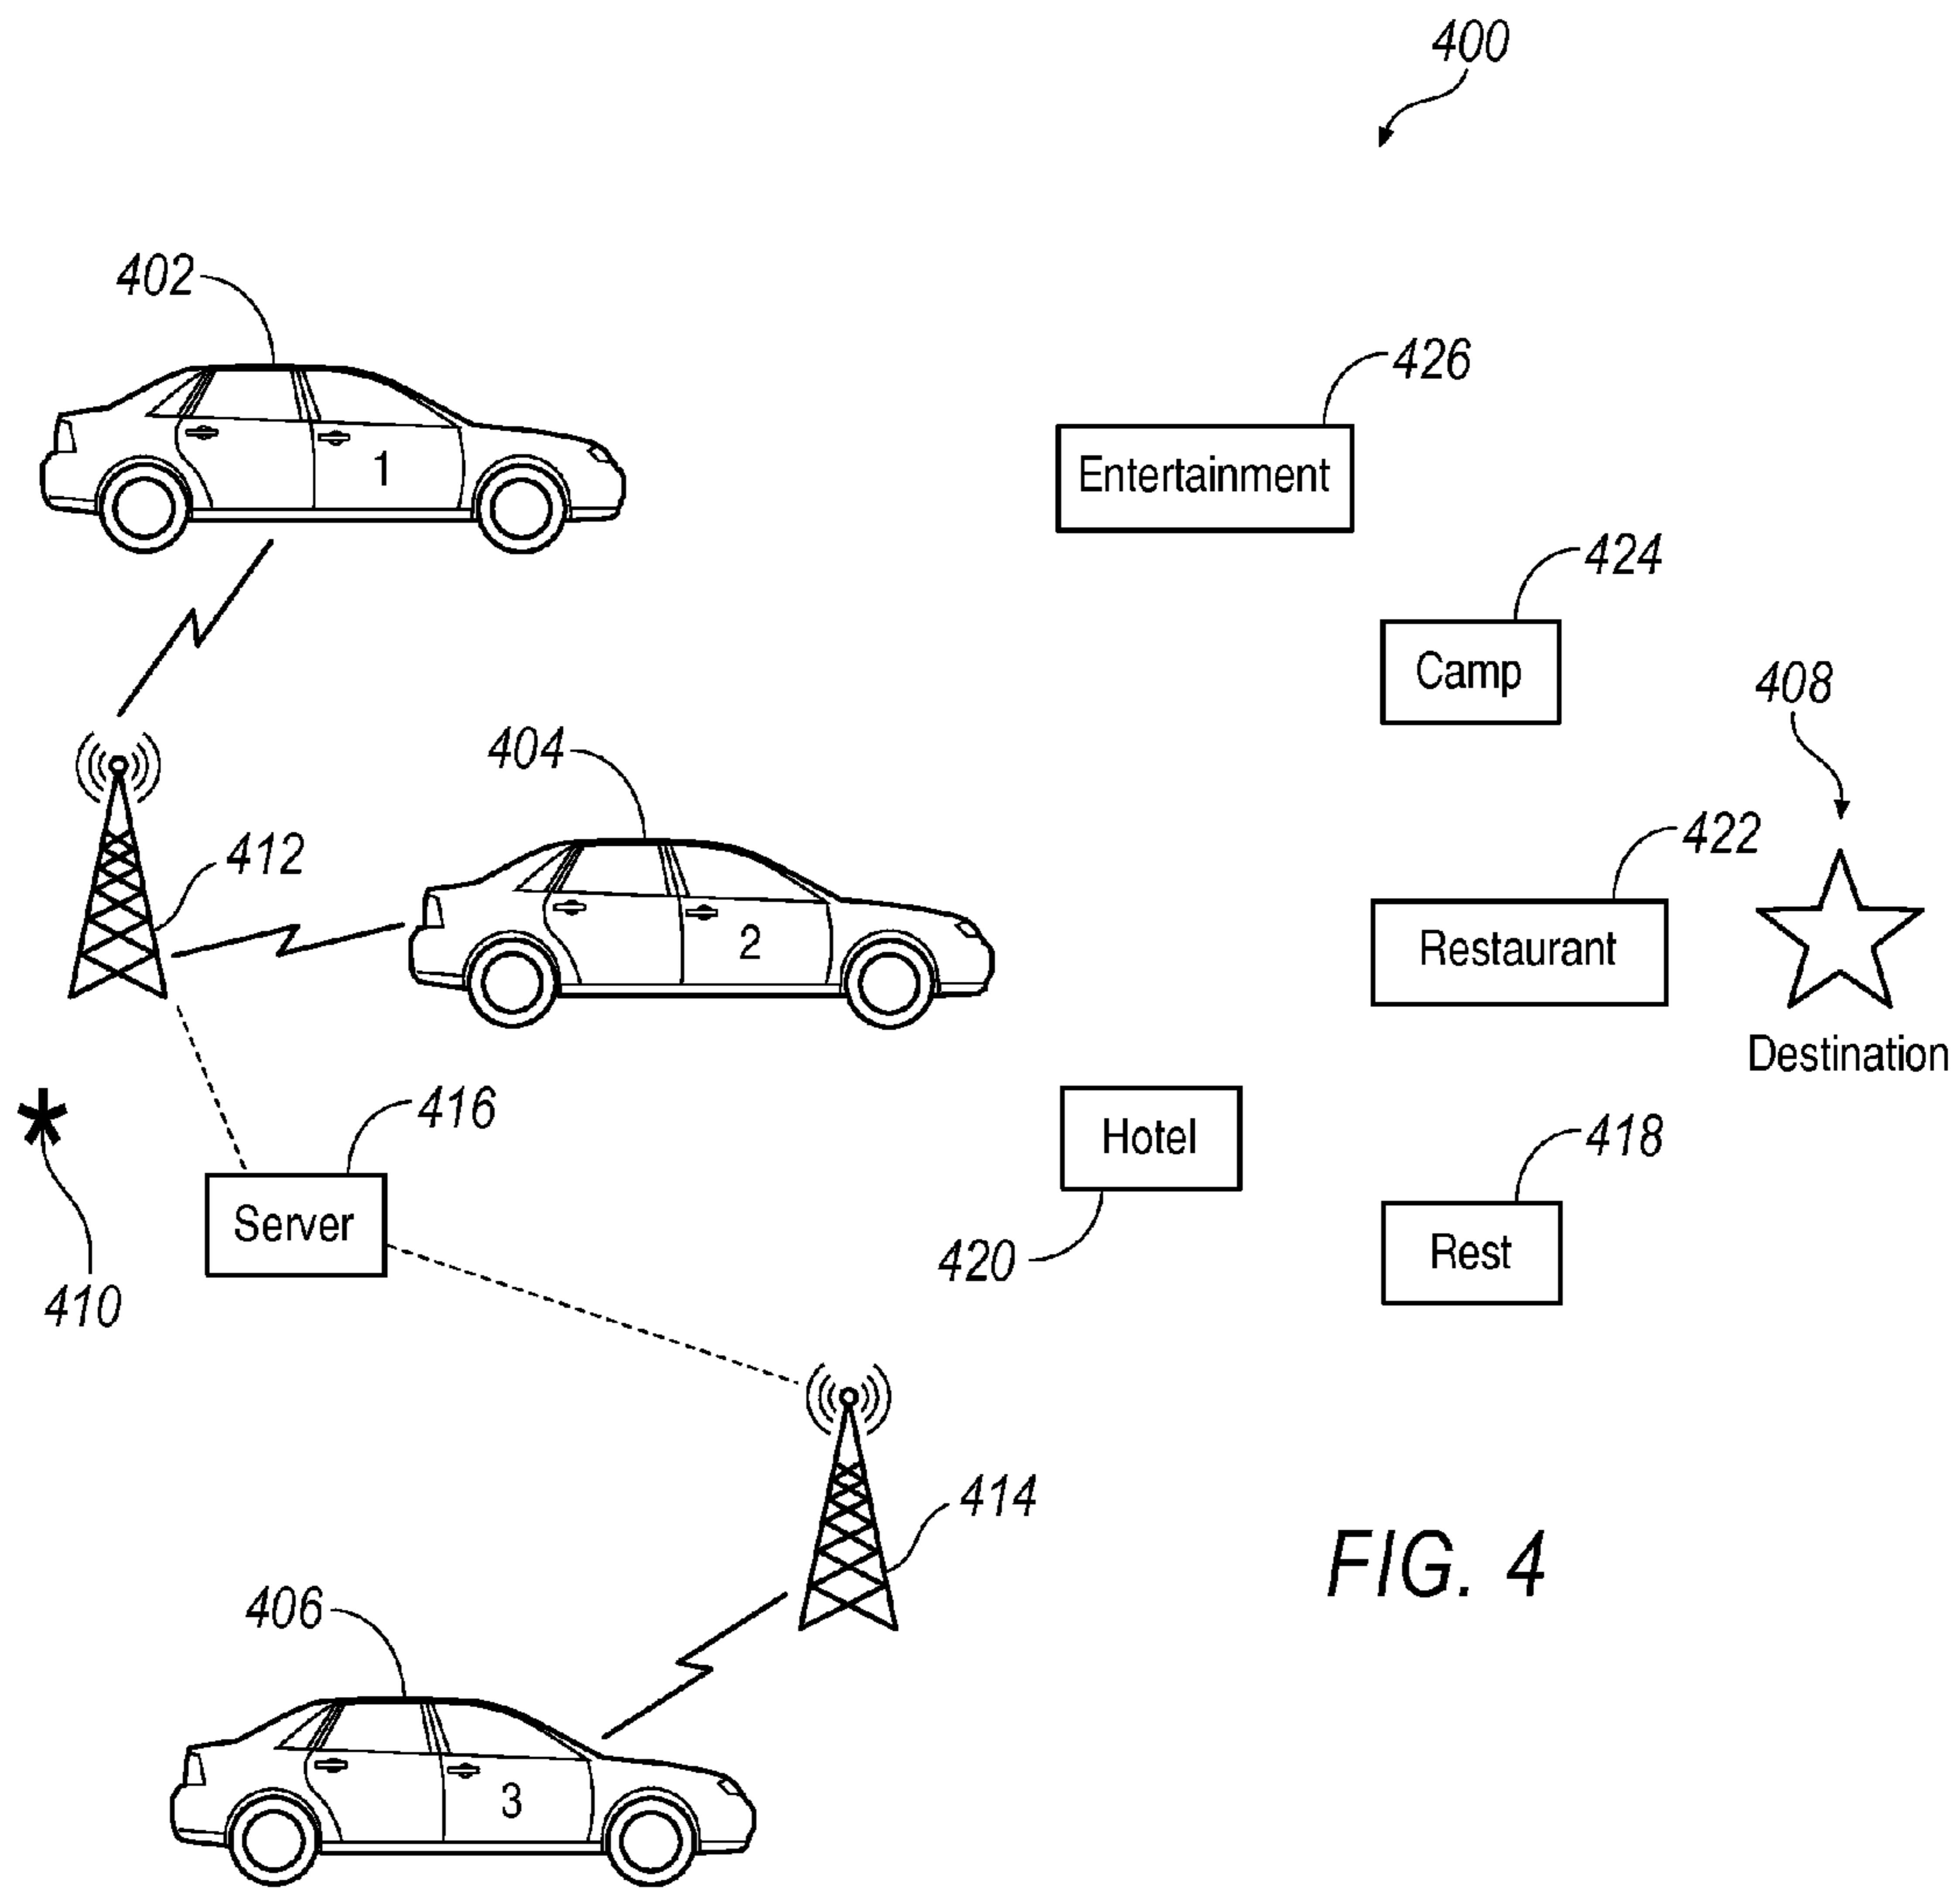 400
402
426
Entertainment
1
424
Camp
408
404
412
422
2
Restaurant
Destination
416
Hotel
418
Server
Rest
420
410
414
FIG. 4
406
3